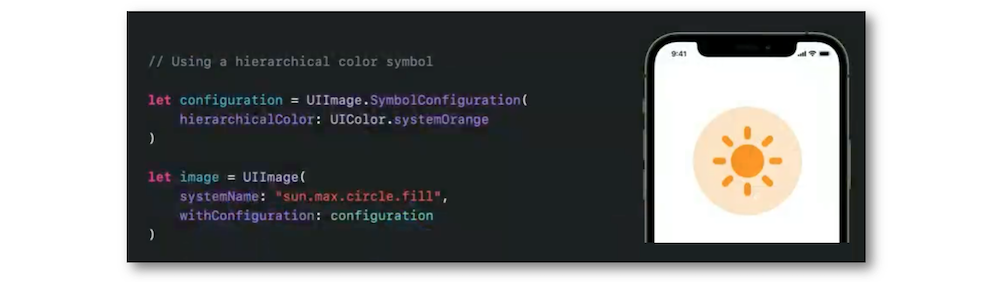 // Using a hierarchical color symbol
let configuration = UIImage.SymbolConfiguration(
hierarchicalColor: UIColor.systemOrange
)
let image = UIImage(
systemName: "sun.max.circle.fill",
withConfiguration: configuration
)
9:41